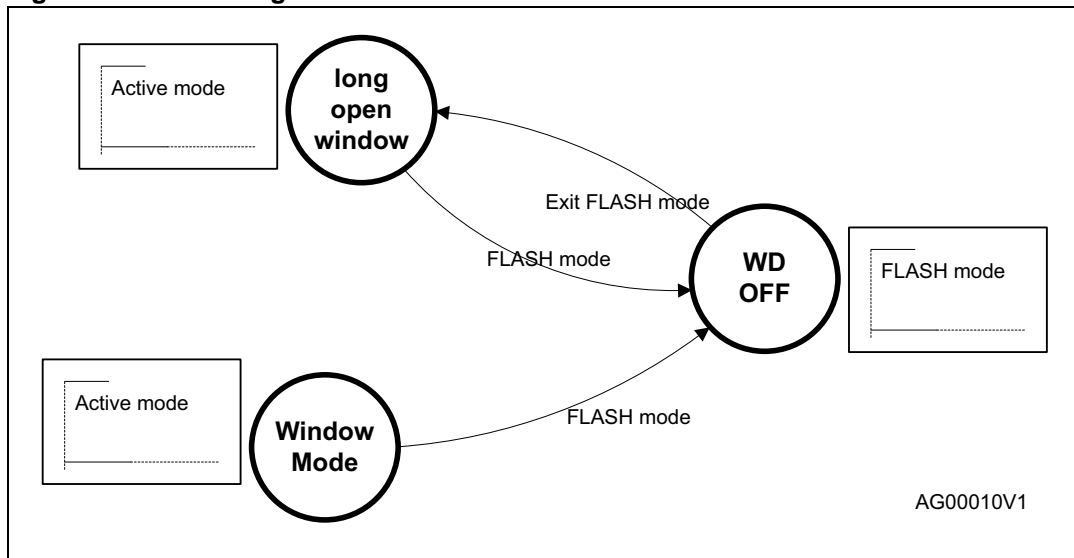 Active mode
long
open
window
Exit FLASH mode
FLASH mode
WD
OFF
FLASH mode
Active mode
Window
Mode
FLASH mode
AG00010V1